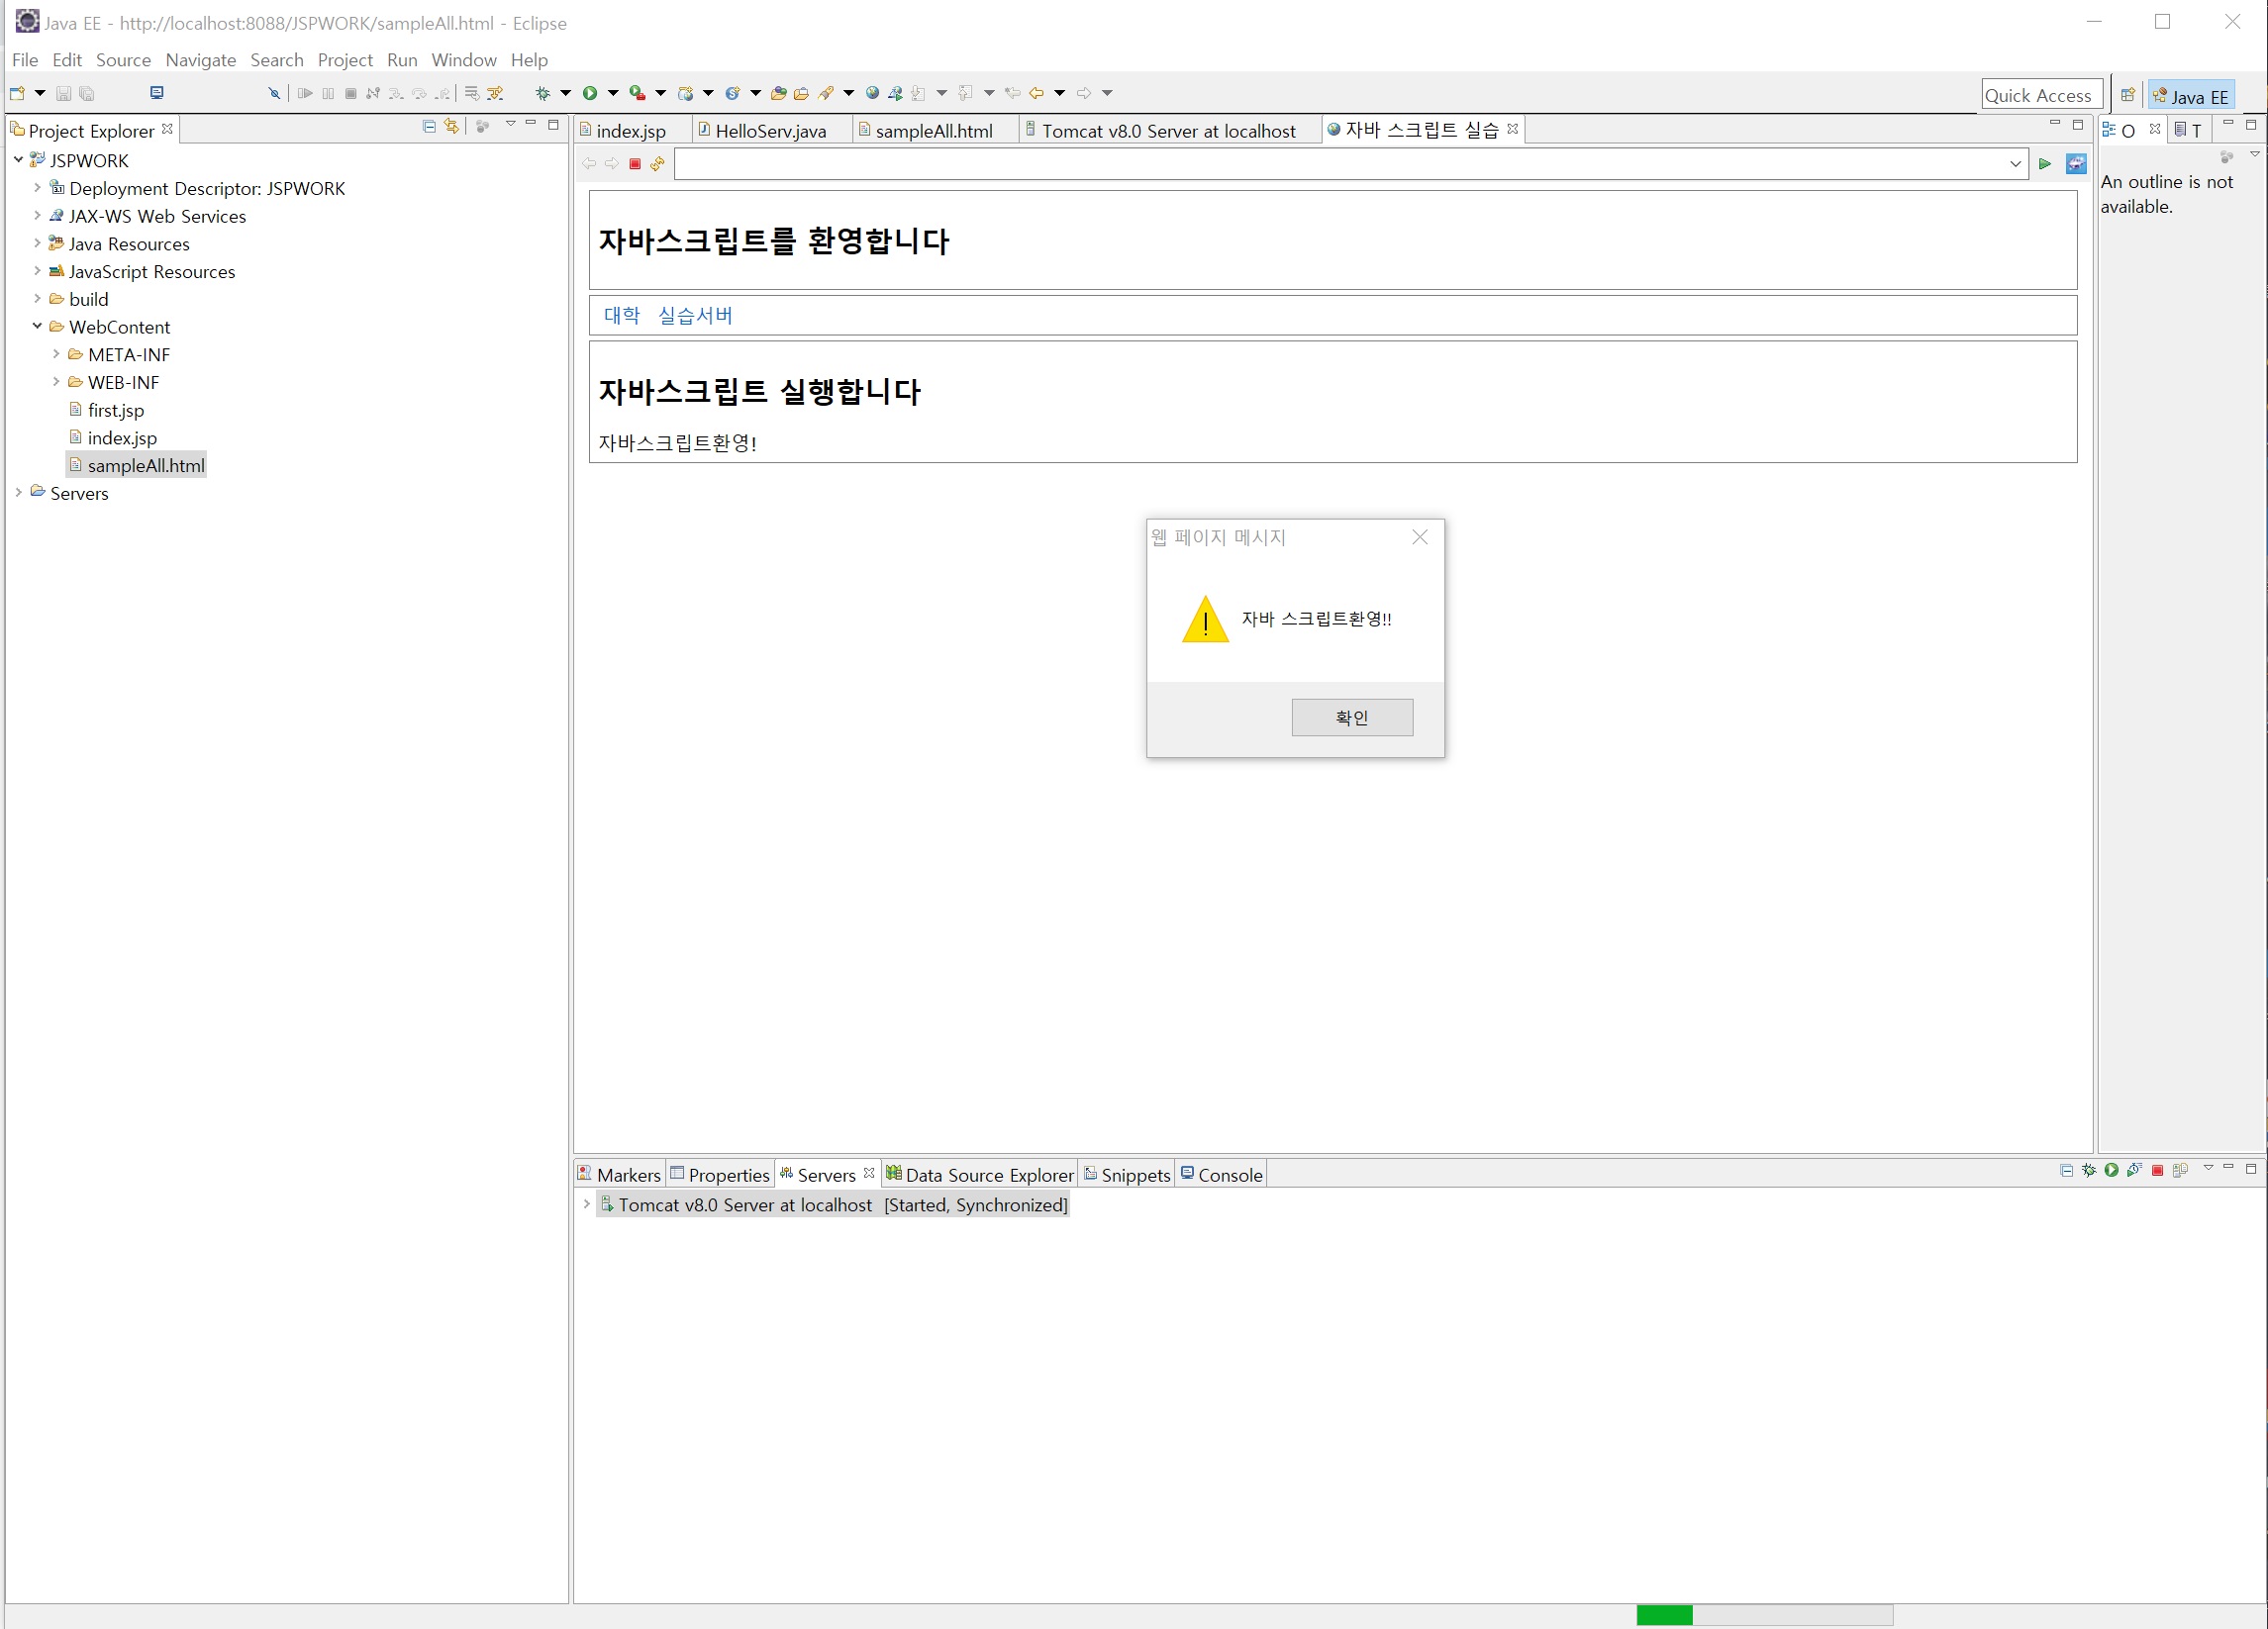 Java EE - http://localhost:8088/JSPWORK/sampleAll.html - Eclipse
File Edit Source Navigate Search Project Run Window Help
Quick Access
Java EE
Project Explorer
JSPWORK
Deployment Descriptor: JSPWORK
JAX-WS Web Services
Java Resources
JavaScript Resources
build
WebContent
META-INF
WEB-INF
first.jsp
index.jsp
sampleAll.html
Servers
index.jsp HelloServ.java sampleAll.html Tomcat v8.0 Server at localhost 자바 스크립트 실습
자바스크립트를 환영합니다
대학 실습서버
자바스크립트 실행합니다
자바스크립트환영!
웹 페이지 메시지
자바 스크립트환영!!
확인
O T
An outline is not
available.
Markers Properties Servers Data Source Explorer Snippets Console
Tomcat v8.0 Server at localhost [Started, Synchronized]